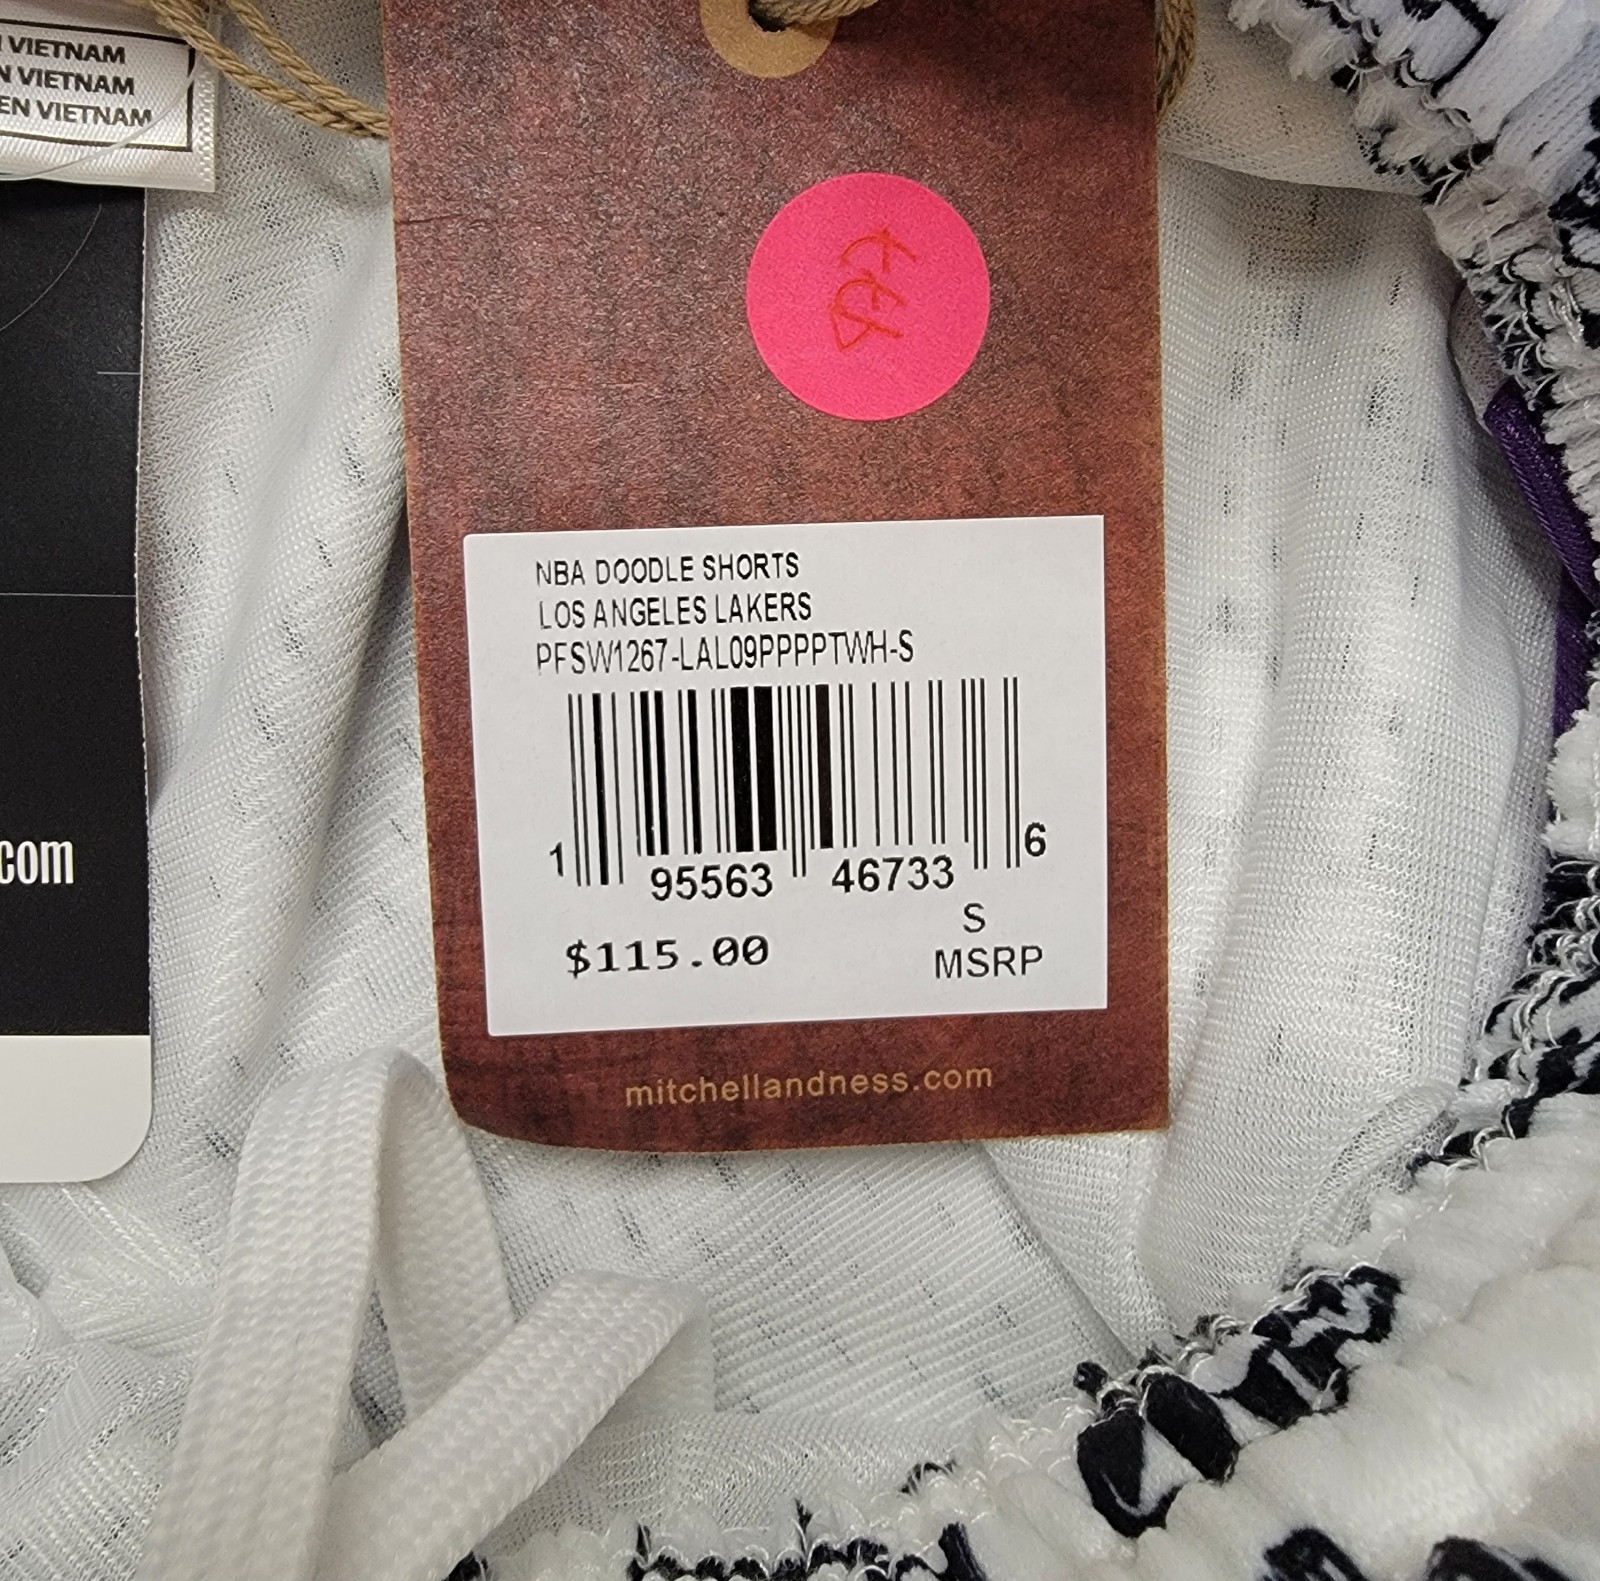 VIETNAM
N VIETNAM
EN VIETNAM
.com
NBA DOODLE SHORTS
LOS ANGELES LAKERS
PFSW1267-LAL09PPPPTWH-S
1 95563 46733 6
S
$115.00 MSRP
mitchellandness.com